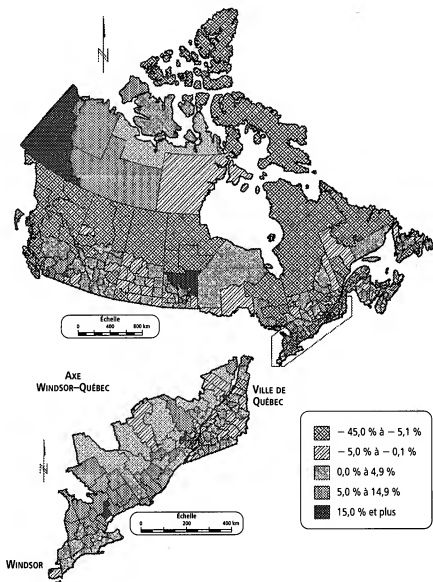 Échelle
0 400 800 km
AXE
WINDSOR–QUÉBEC
VILLE DE
QUÉBEC
– 45,0 % à – 5,1 %
– 5,0 % à – 0,1 %
0,0 % à 4,9 %
5,0 % à 14,9 %
15,0 % et plus
Échelle
0 200 400 km
WINDSOR